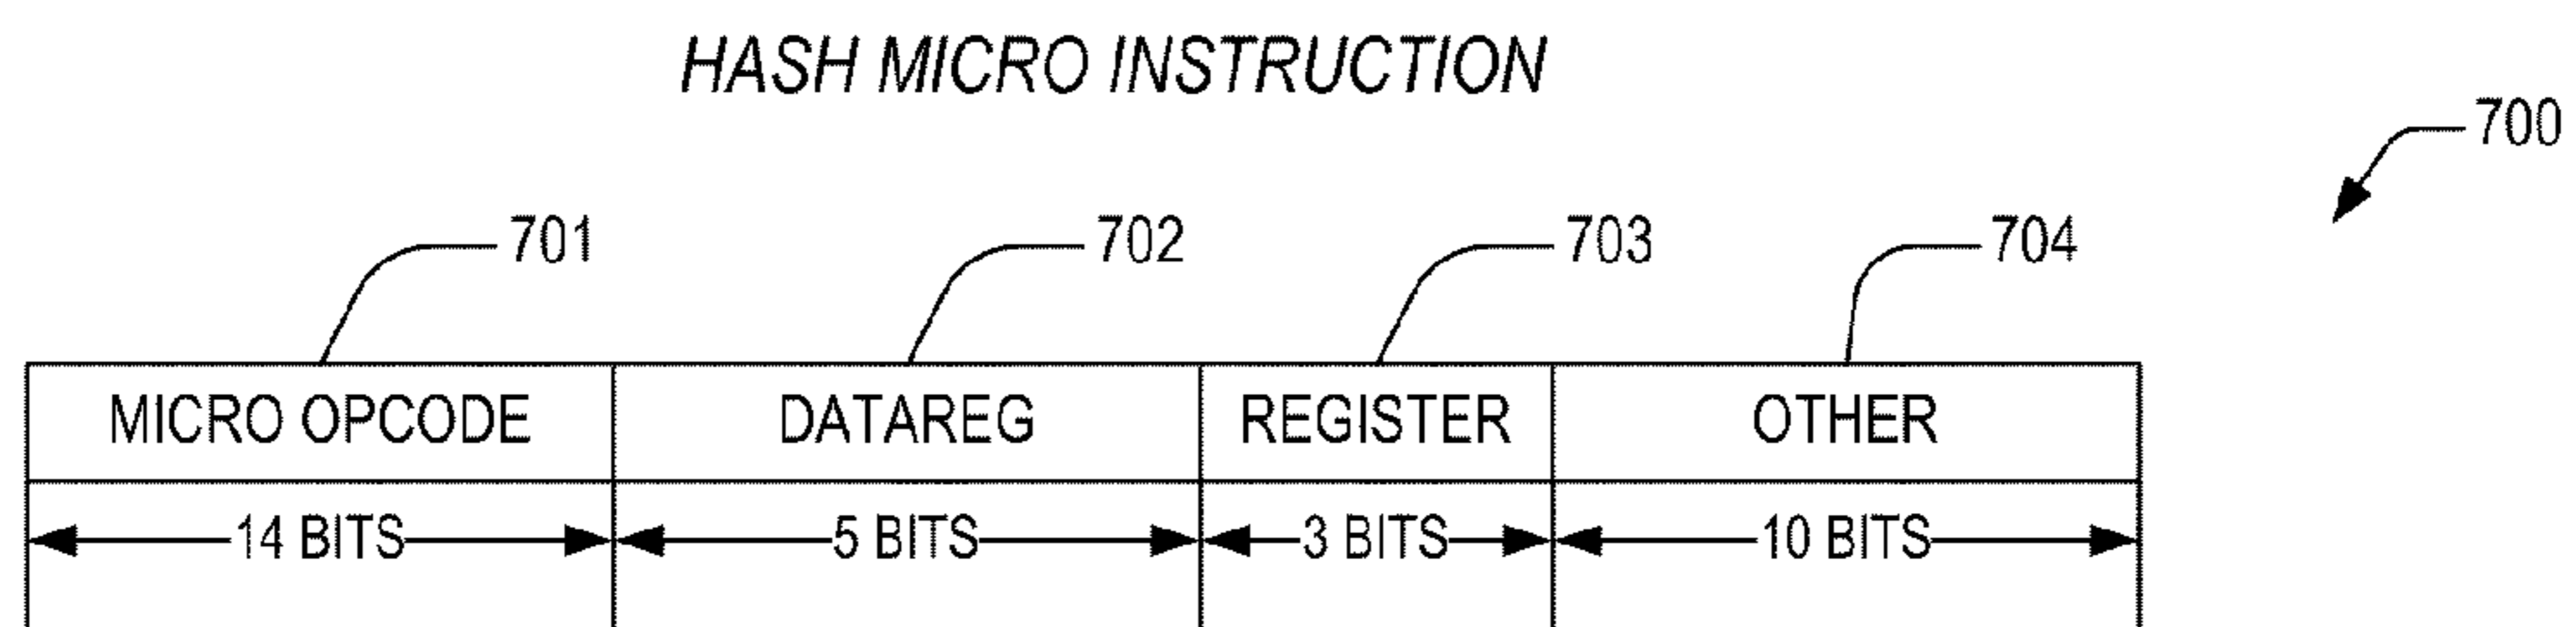 HASH MICRO INSTRUCTION
700
701 702 703 704
MICRO OPCODE DATAREG REGISTER OTHER
14 BITS 5 BITS 3 BITS 10 BITS